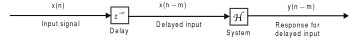 x(n) x(n – m) y(n – m)
z⁻ᵐ ℋ
Input signal Delay Delayed input System Response for
delayed input